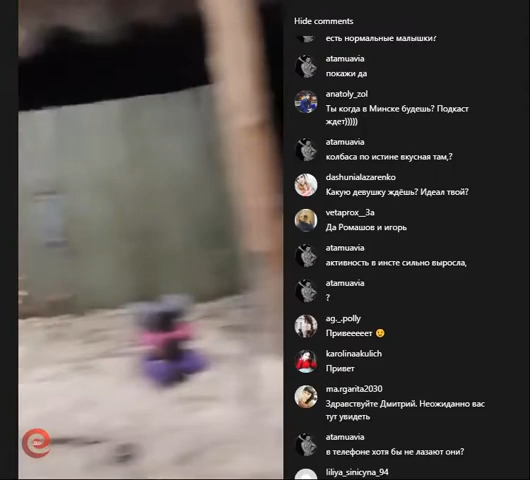 Hide comments
есть нормальные малышки?
atamuavia
покажи да
anatoly_zol
Ты когда в Минске будешь? Подкаст
ждет)))))
atamuavia
колбаса по истине вкусная там,?
dashunialazarenko
Какую девушку ждёшь? Идеал твой?
vetaprox__3a
Да Ромашов и игорь
atamuavia
активность в инсте сильно выросла,
atamuavia
?
ag._.polly
Привееееет 🙂
karolinaakulich
Привет
ma.rgarita2030
Здравствуйте Дмитрий. Неожиданно вас
тут увидеть
atamuavia
в телефоне хотя бы не лазают они?
liliya_sinicyna_94